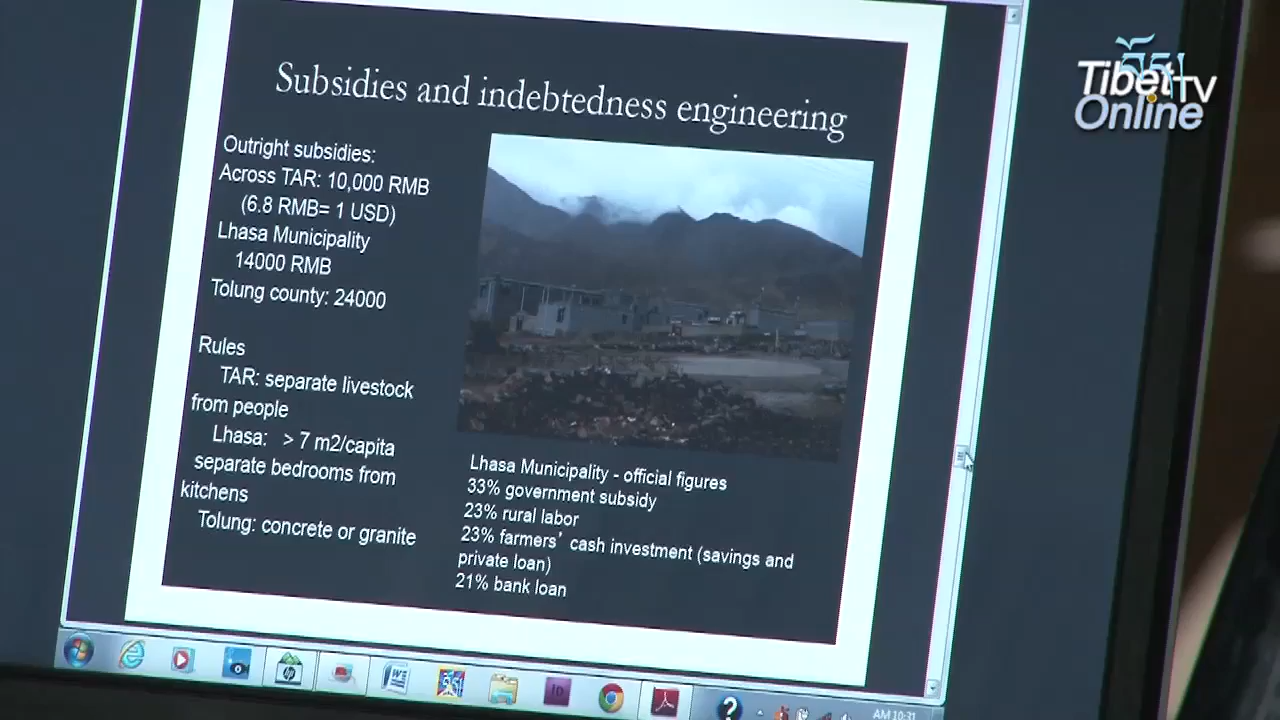 Subsidies and indebtedness engineering
Outright subsidies:
Across TAR: 10,000 RMB
(6.8 RMB= 1 USD)
Lhasa Municipality
14000 RMB
Tolung county: 24000
Rules
TAR: separate livestock
from people
Lhasa: > 7 m2/capita
separate bedrooms from
kitchens
Tolung: concrete or granite
Lhasa Municipality - official figures
33% government subsidy
23% rural labor
23% farmers’ cash investment (savings and
private loan)
21% bank loan
Tibet TV
Online
AM 10:31